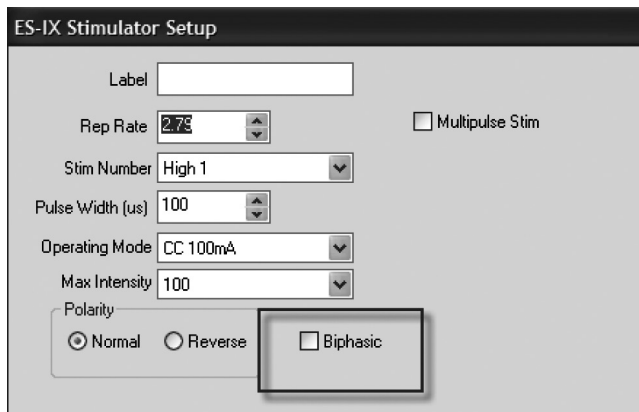 ES-IX Stimulator Setup
Label
Rep Rate 2.79 Multipulse Stim
Stim Number High 1
Pulse Width (us) 100
Operating Mode CC 100mA
Max Intensity 100
Polarity
Normal Reverse Biphasic